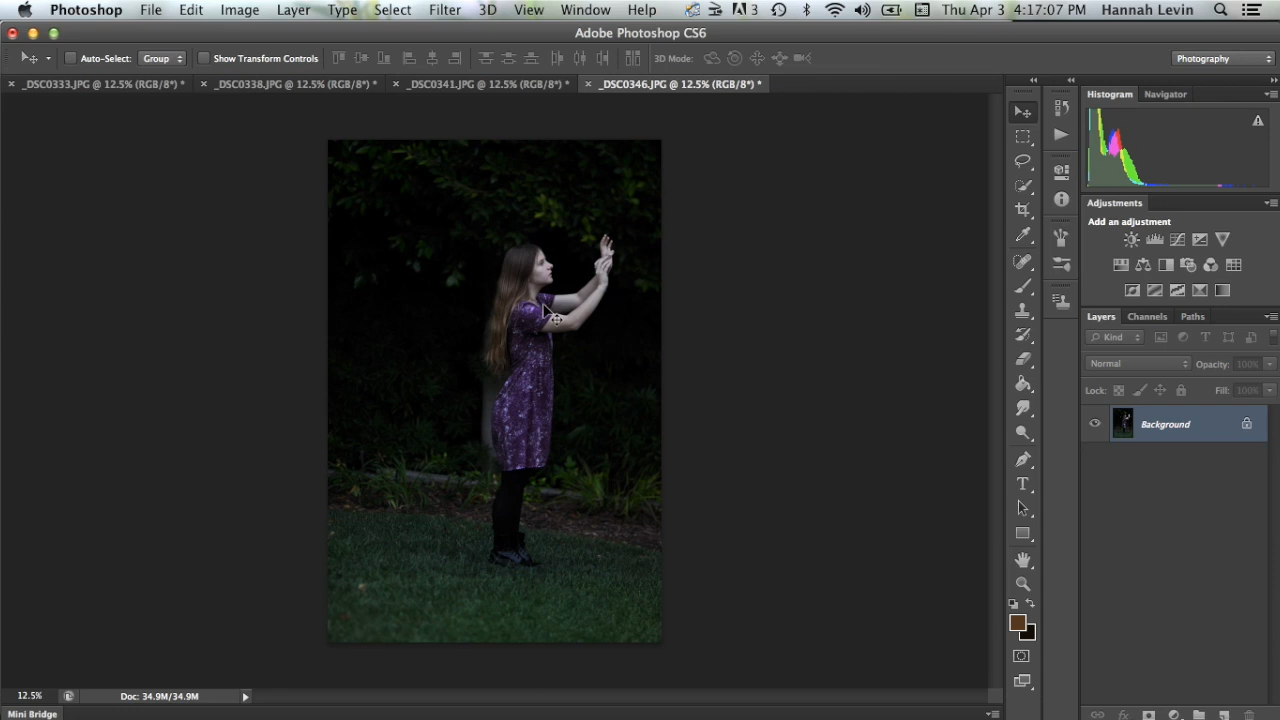 Photoshop File Edit Image Layer Type Select Filter 3D View Window Help 3 Thu Apr 3 4:17:07 PM Hannah Levin
Adobe Photoshop CS6
Auto-Select: Group Show Transform Controls 3D Mode: Photography
_DSC0333.JPG @ 12.5% (RGB/8*) * _DSC0338.JPG @ 12.5% (RGB/8*) * _DSC0341.JPG @ 12.5% (RGB/8*) * _DSC0346.JPG @ 12.5% (RGB/8*) *
Histogram Navigator
Adjustments
Add an adjustment
Layers Channels Paths
Kind
Normal Opacity: 100%
Lock: Fill: 100%
Background
12.5% Doc: 34.9M/34.9M
Mini Bridge